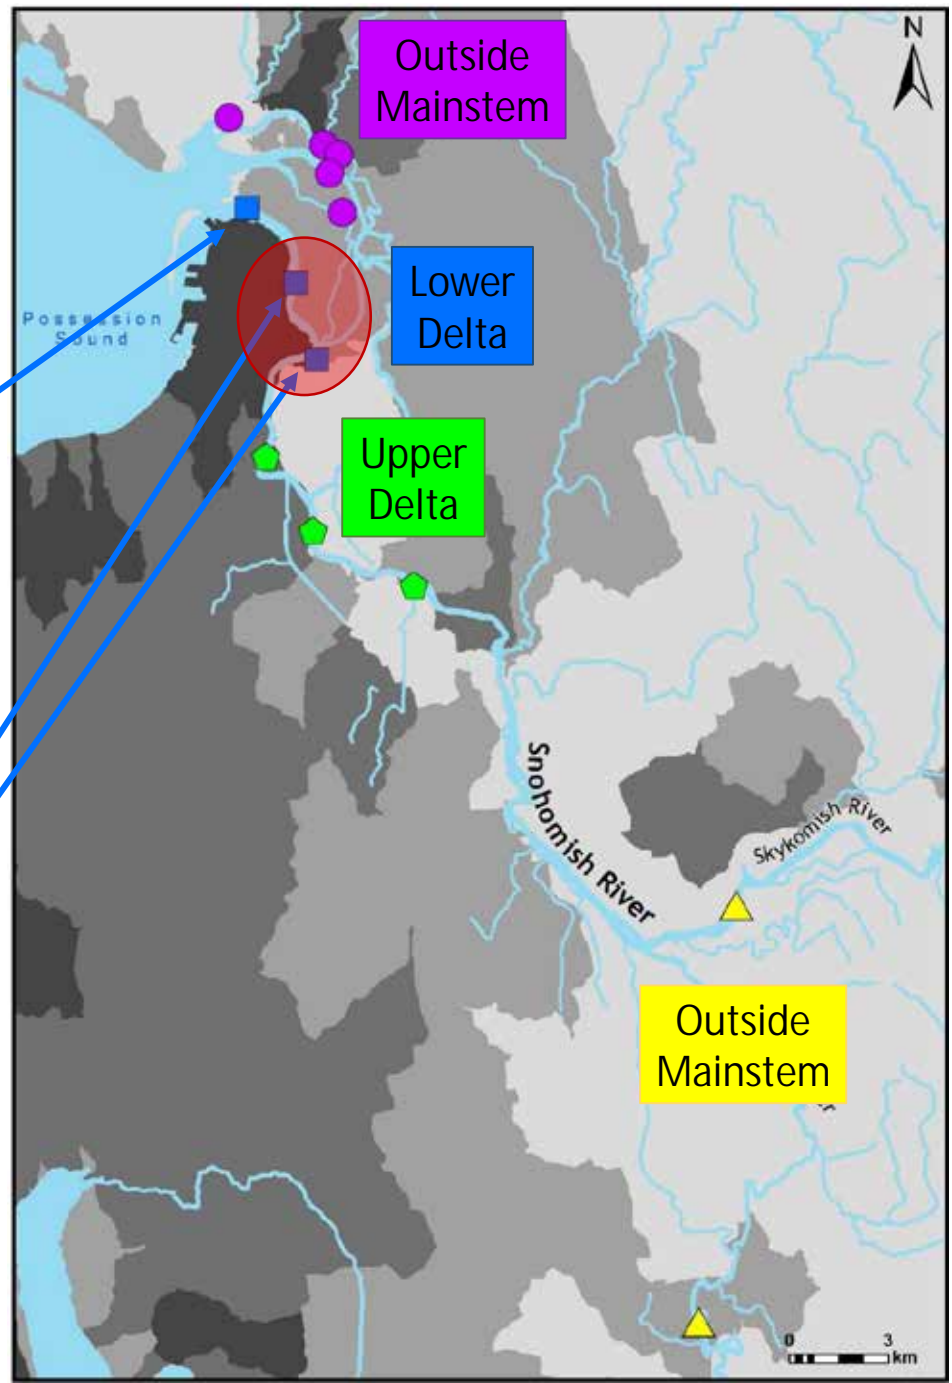 Outside
Mainstem
N
Lower
Delta
Possession
Sound
Upper
Delta
Snohomish River
Skykomish River
Outside
Mainstem
0 3
km